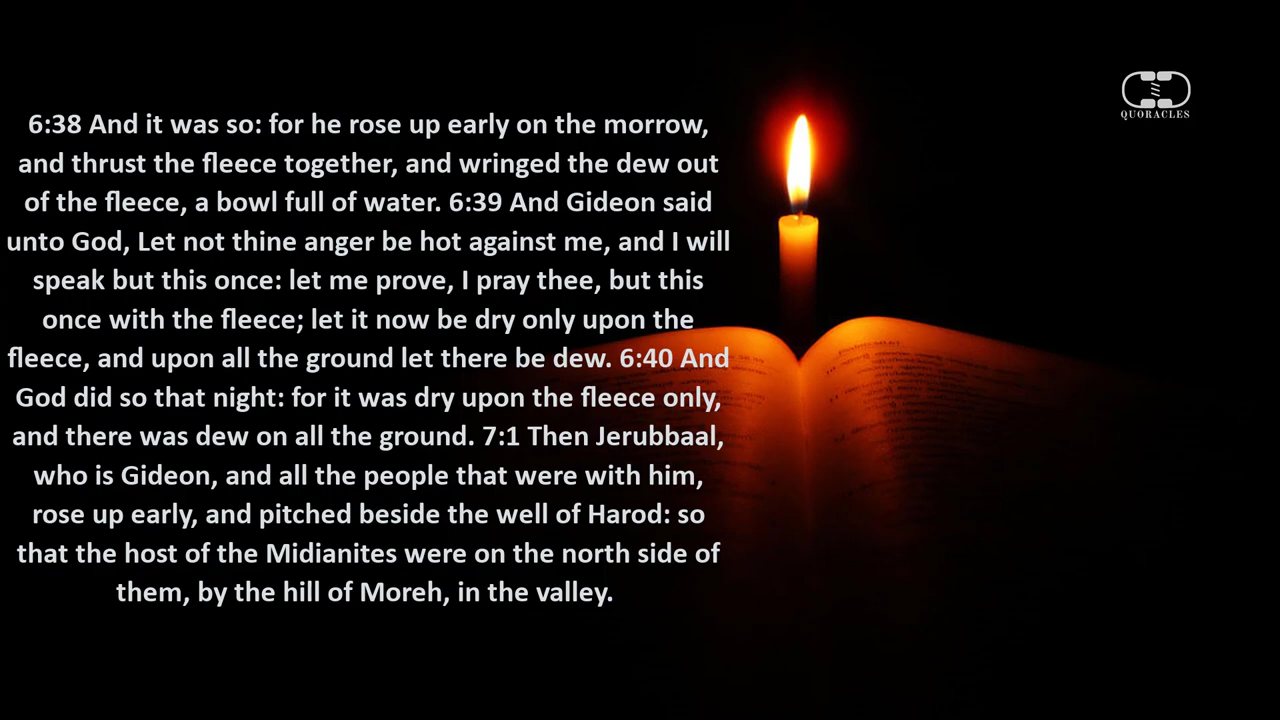 6:38 And it was so: for he rose up early on the morrow,
and thrust the fleece together, and wringed the dew out
of the fleece, a bowl full of water. 6:39 And Gideon said
unto God, Let not thine anger be hot against me, and I will
speak but this once: let me prove, I pray thee, but this
once with the fleece; let it now be dry only upon the
fleece, and upon all the ground let there be dew. 6:40 And
God did so that night: for it was dry upon the fleece only,
and there was dew on all the ground. 7:1 Then Jerubbaal,
who is Gideon, and all the people that were with him,
rose up early, and pitched beside the well of Harod: so
that the host of the Midianites were on the north side of
them, by the hill of Moreh, in the valley.
QUORACLES